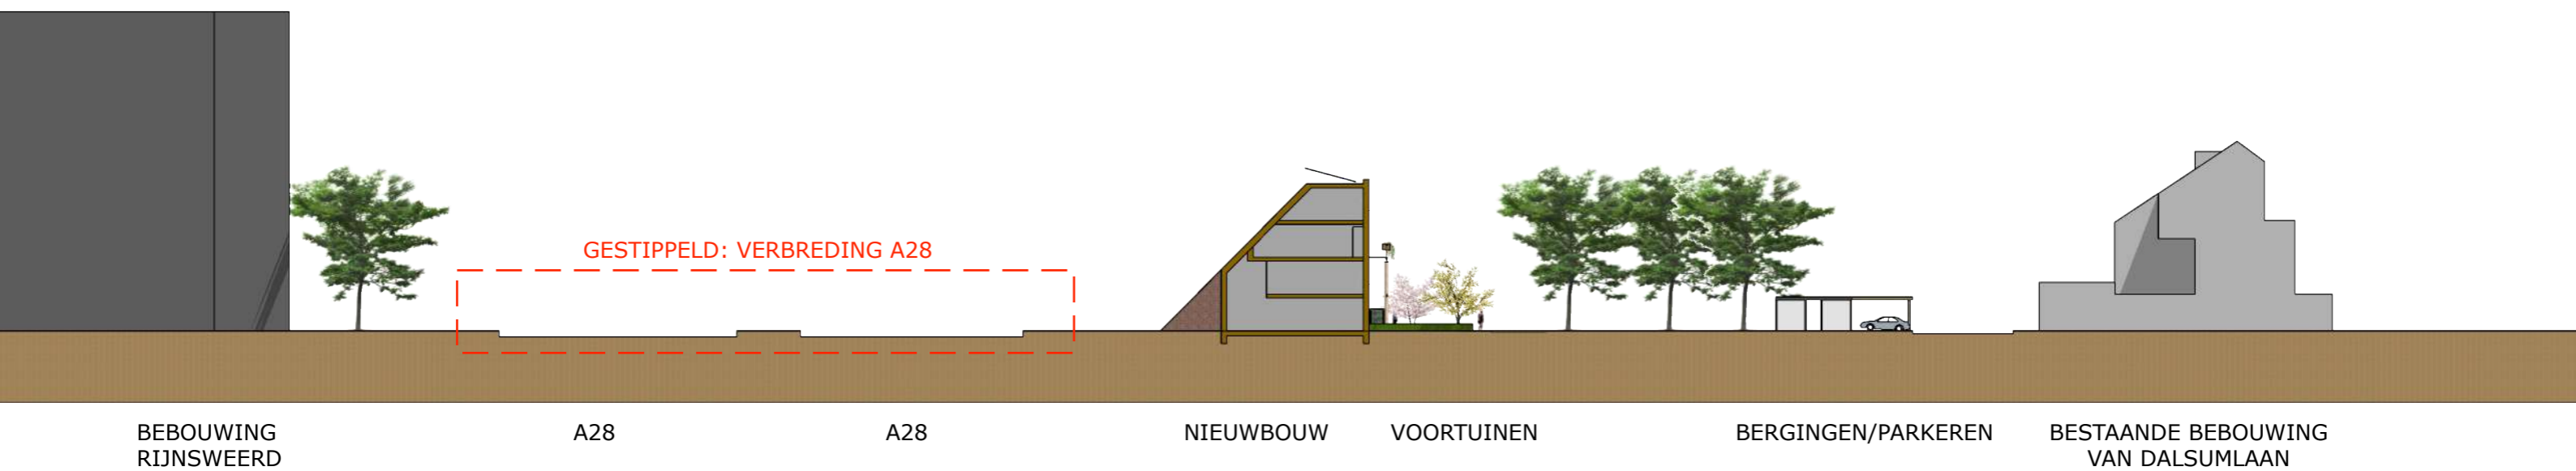 GESTIPPELD: VERBREDING A28
BEBOUWING
RIJNSWEERD
A28
A28
NIEUWBOUW
VOORTUINEN
BERGINGEN/PARKEREN
BESTAANDE BEBOUWING
VAN DALSUMLAAN